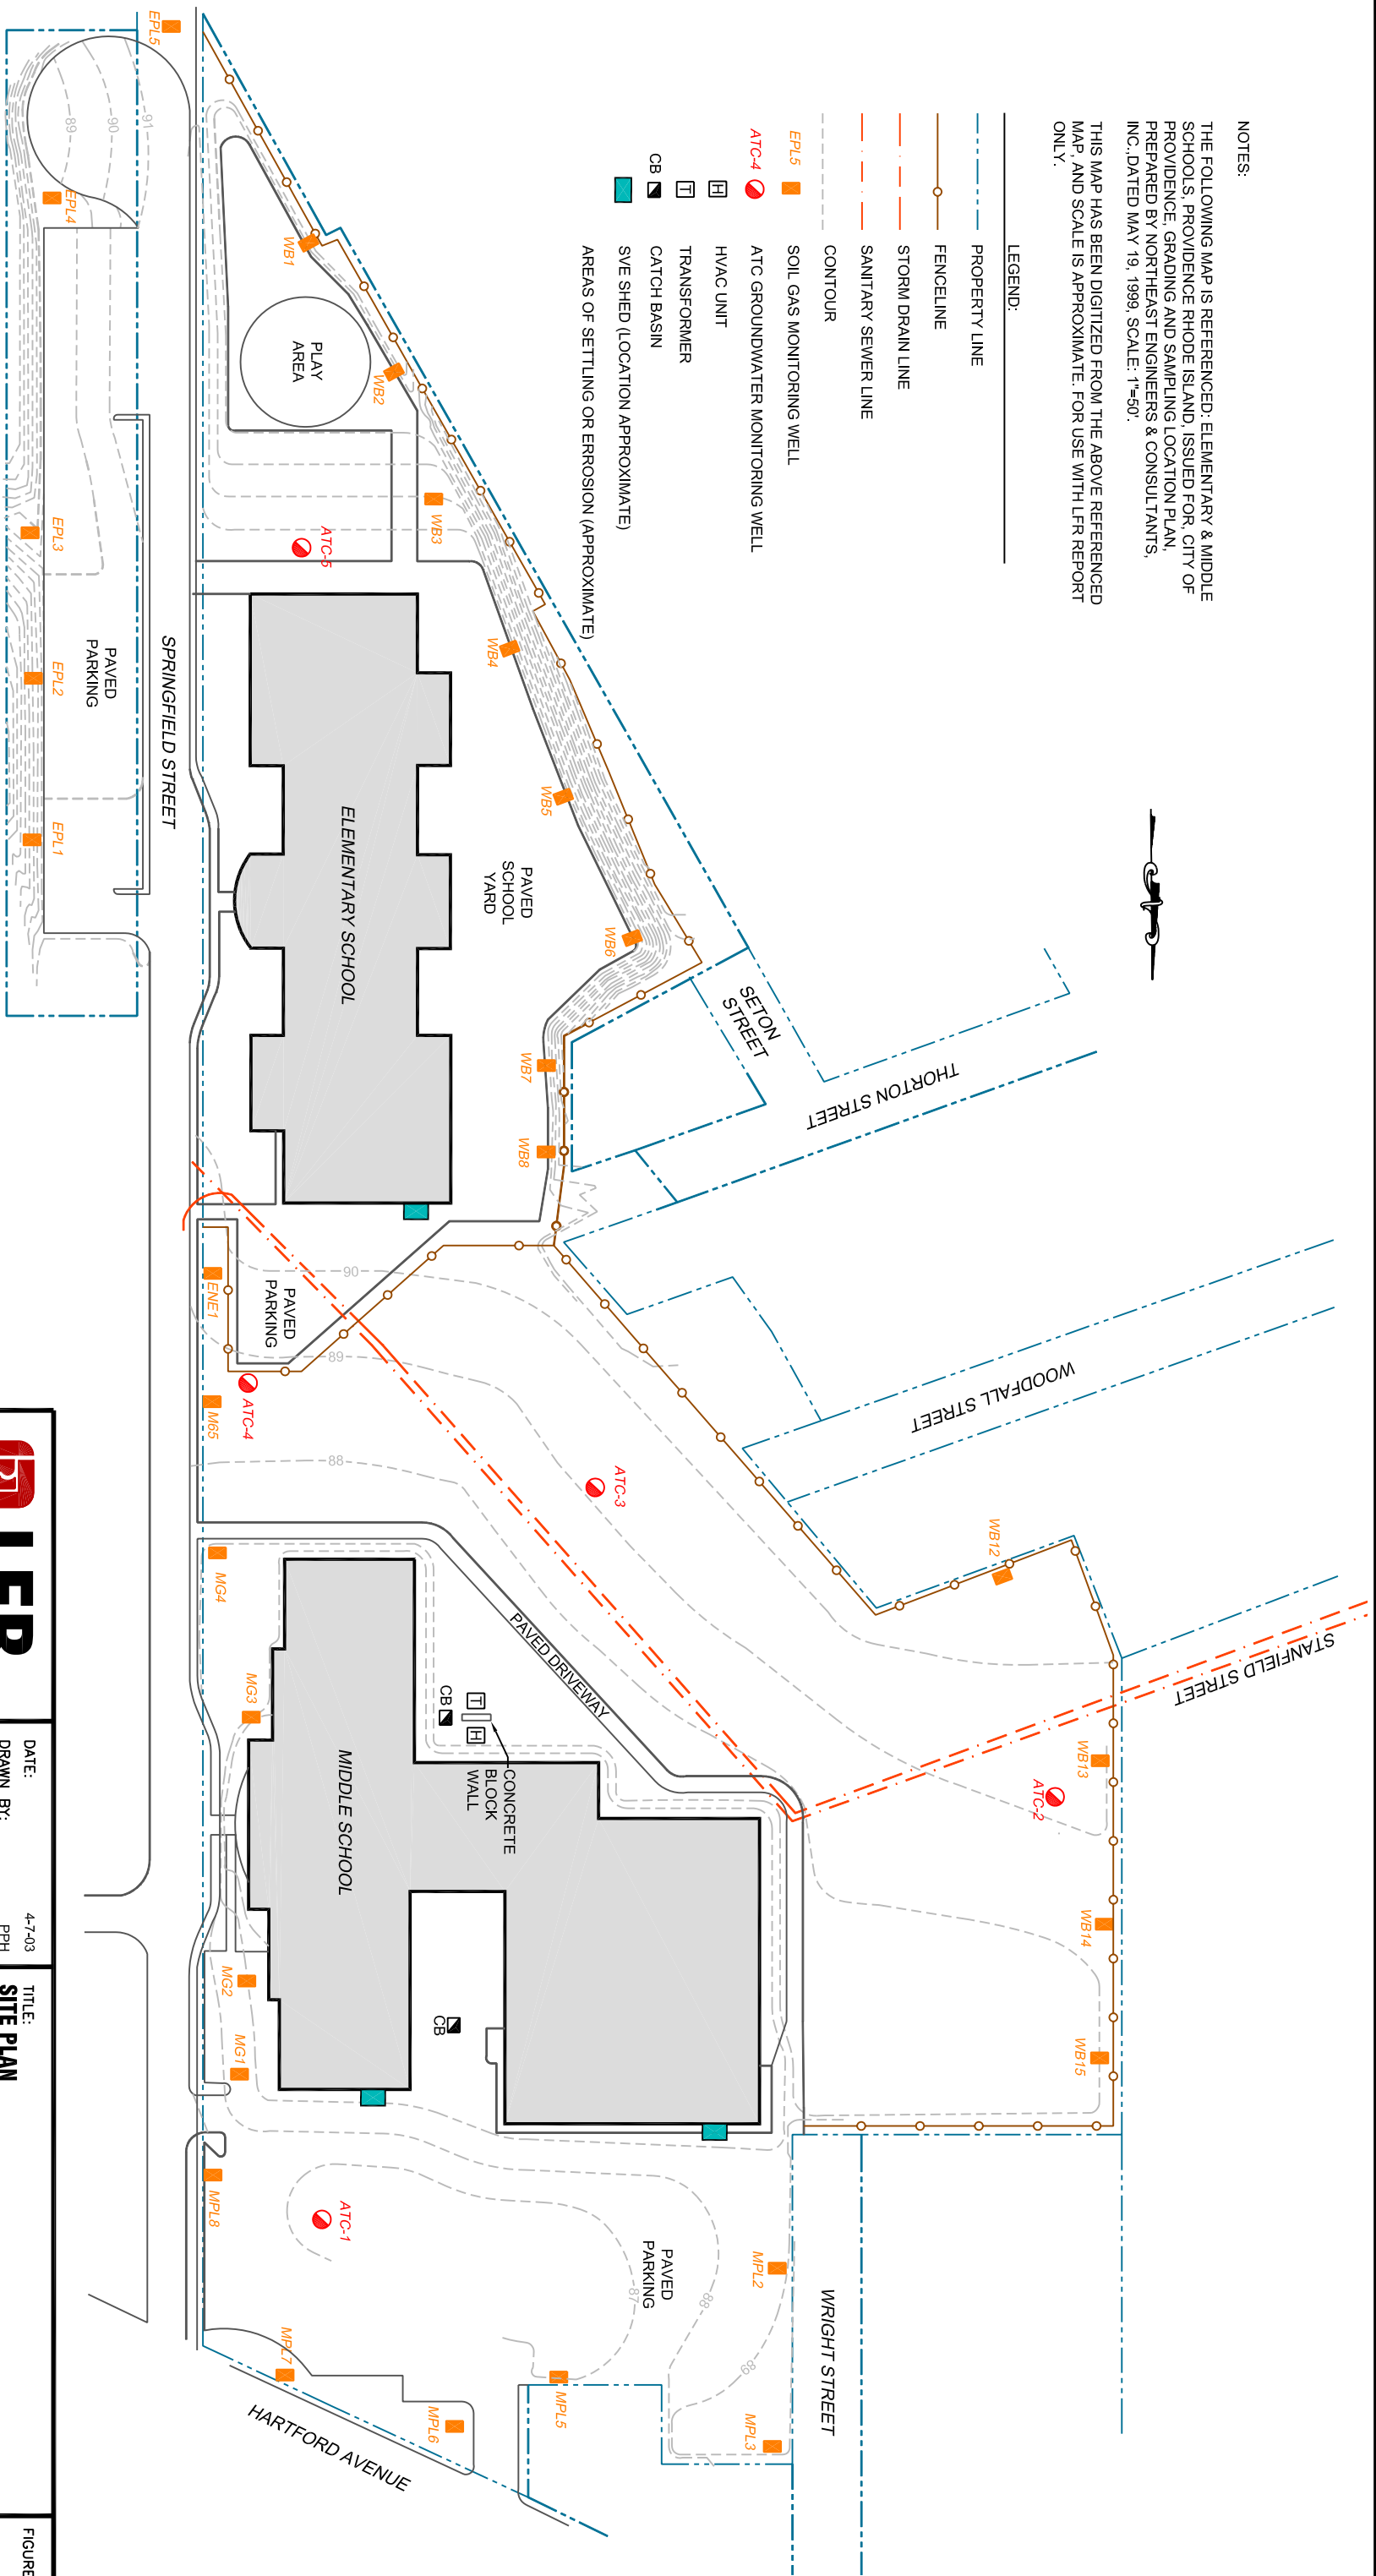 NOTES:
THE FOLLOWING MAP IS REFERENCED: ELEMENTARY & MIDDLE
SCHOOLS, PROVIDENCE RHODE ISLAND, ISSUED FOR, CITY OF
PROVIDENCE, GRADING AND SAMPLING LOCATION PLAN,
PREPARED BY NORTHEAST ENGINEERS & CONSULTANTS,
INC.,DATED MAY 19, 1999, SCALE: 1"=50'.
THIS MAP HAS BEEN DIGITIZED FROM THE ABOVE REFERENCED
MAP, AND SCALE IS APPROXIMATE. FOR USE WITH LFR REPORT
ONLY.
LEGEND:
PROPERTY LINE
FENCELINE
STORM DRAIN LINE
SANITARY SEWER LINE
CONTOUR
EPL5 SOIL GAS MONITORING WELL
ATC-4 ATC GROUNDWATER MONITORING WELL
H HVAC UNIT
T TRANSFORMER
CB CATCH BASIN
SVE SHED (LOCATION APPROXIMATE)
AREAS OF SETTLING OR ERROSION (APPROXIMATE)
SETON
STREET
THORTON STREET
WOODFALL STREET
STANFIELD STREET
WB12
WB13
ATC-2
WB14
WB15
WRIGHT STREET
WB1
WB2
WB3
WB4
WB5
WB6
WB7
WB8
PLAY
AREA
ATC-5
PAVED
SCHOOL
YARD
ELEMENTARY SCHOOL
ATC-3
90
89
88
PAVED
PARKING
ENE1
ATC-4
M65
PAVED DRIVEWAY
CONCRETE
BLOCK
WALL
T
H
CB
MIDDLE SCHOOL
CB
MG4
MG3
MG2
MG1
MPL8
ATC-1
PAVED
PARKING
87
88
89
MPL2
MPL3
MPL5
MPL6
MPL7
HARTFORD AVENUE
SPRINGFIELD STREET
EPL5
91
90
89
EPL4
EPL3
EPL2
EPL1
PAVED
PARKING
LFR
DATE: 4-7-03
DRAWN BY: PPH
TITLE:
SITE PLAN
FIGURE